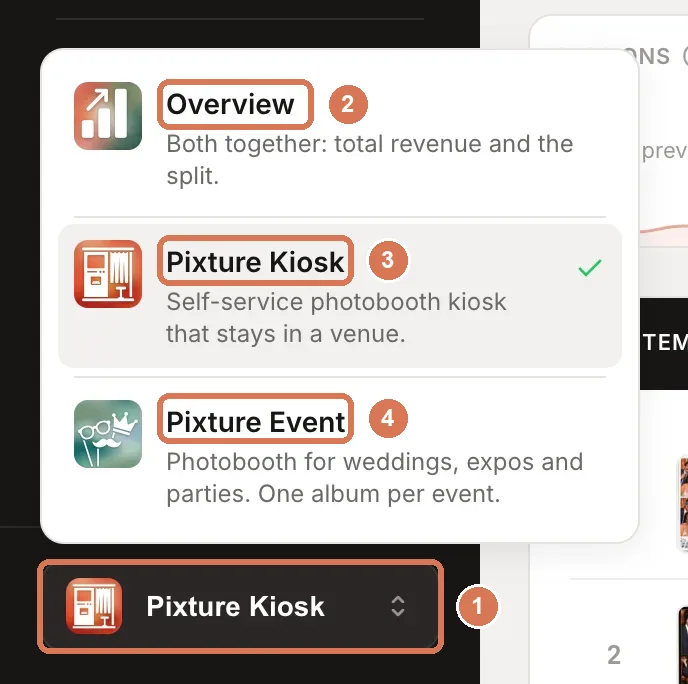 ONS
Overview
2
Both together: total revenue and the
split.
prev
Pixture Kiosk
3
Self-service photobooth kiosk
that stays in a venue.
TEM
Pixture Event
4
Photobooth for weddings, expos and
parties. One album per event.
Pixture Kiosk
1
2